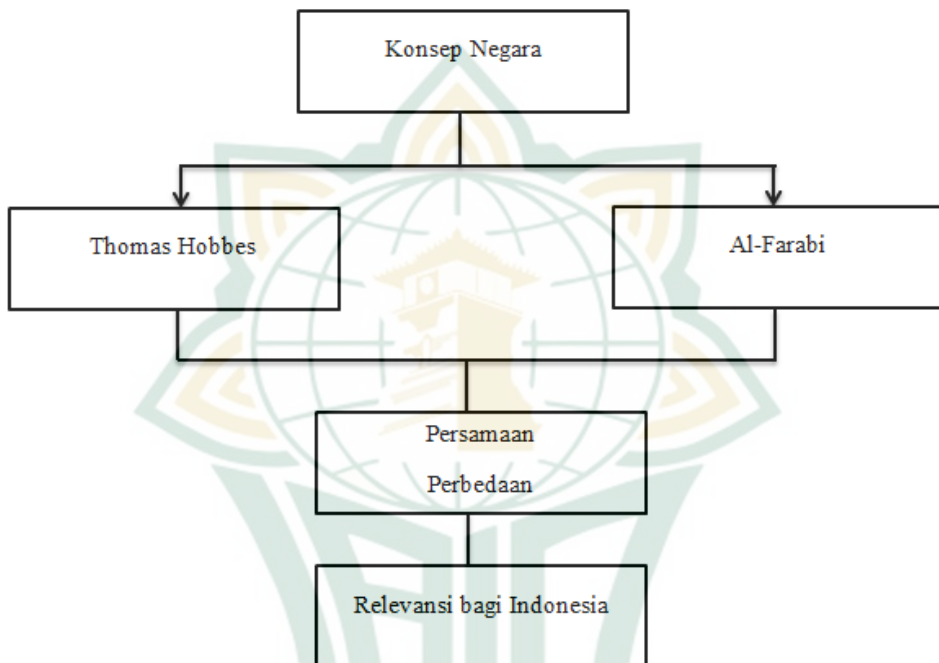 Konsep Negara
Thomas Hobbes
Al-Farabi
Persamaan
Perbedaan
Relevansi bagi Indonesia